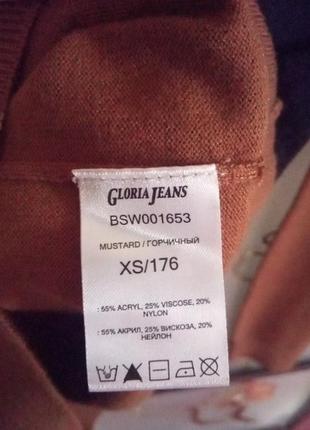 GLORIA JEANS
BSW001653
MUSTARD / ГОРЧИЧНЫЙ
XS/176
: 55% ACRYL, 25% VISCOSE, 20%
NYLON
: 55% АКРИЛ, 25% ВИСКОЗА, 20%
НЕЙЛОН